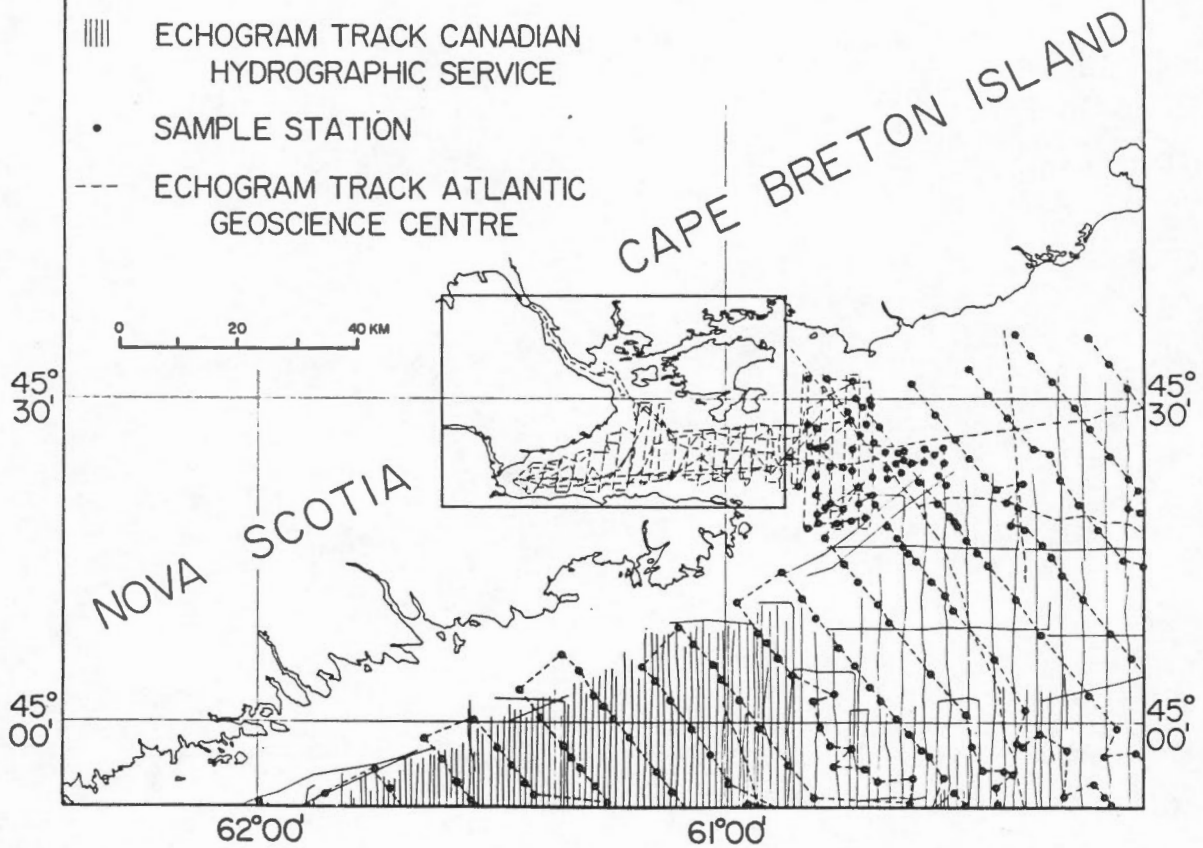 ECHOGRAM TRACK CANADIAN
HYDROGRAPHIC SERVICE
SAMPLE STATION
ECHOGRAM TRACK ATLANTIC
GEOSCIENCE CENTRE
CAPE BRETON ISLAND
0 20 40 KM
45°
30'
45°
30'
NOVA SCOTIA
45°
00'
45°
00'
62°00'
61°00'